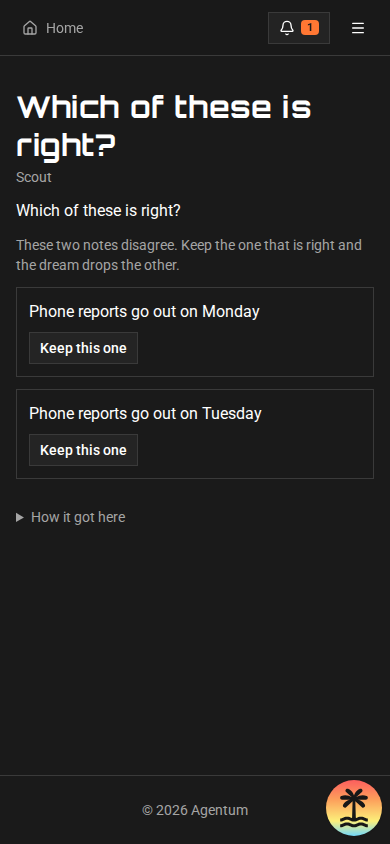 Home
1
Which of these is
right?
Scout
Which of these is right?
These two notes disagree. Keep the one that is right and
the dream drops the other.
Phone reports go out on Monday
Keep this one
Phone reports go out on Tuesday
Keep this one
How it got here
© 2026 Agentum